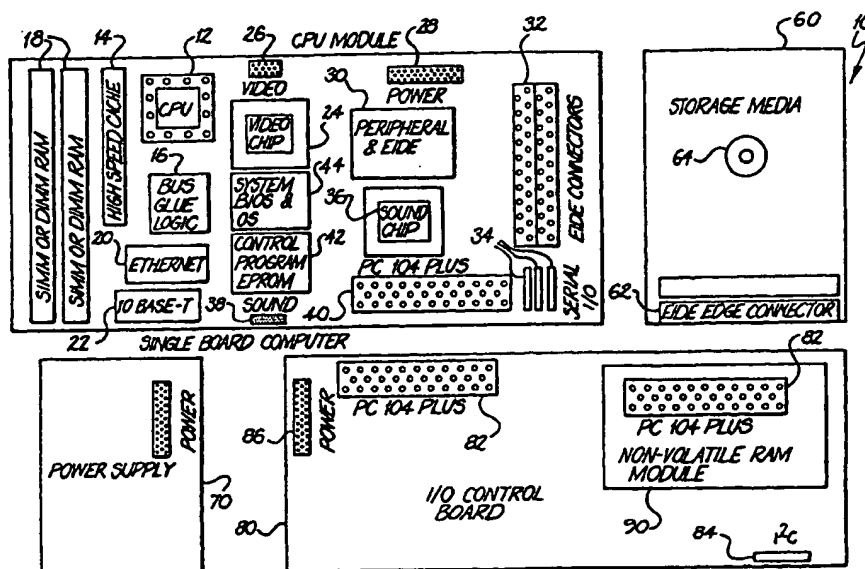 CPU MODULE
18
14
12
26
28
32
60
10
SIMM OR DIMM RAM
SIMM OR DIMM RAM
HIGH SPEED CACHE
CPU
VIDEO
POWER
30
VIDEO
CHIP
24
PERIPHERAL
& EIDE
EIDE CONNECTORS
STORAGE MEDIA
64
16
BUS
GLUE
LOGIC
SYSTEM
BIOS &
OS
44
36
SOUND
CHIP
20
ETHERNET
CONTROL
PROGRAM
EPROM
42
34
PC 104 PLUS
SERIAL
I/O
62
EIDE EDGE CONNECTOR
10 BASE-T
22
38
SOUND
40
SINGLE BOARD COMPUTER
82
POWER
POWER SUPPLY
70
86
POWER
PC 104 PLUS
82
PC 104 PLUS
NON-VOLATILE RAM
MODULE
I/O CONTROL
BOARD
80
90
84
I²C